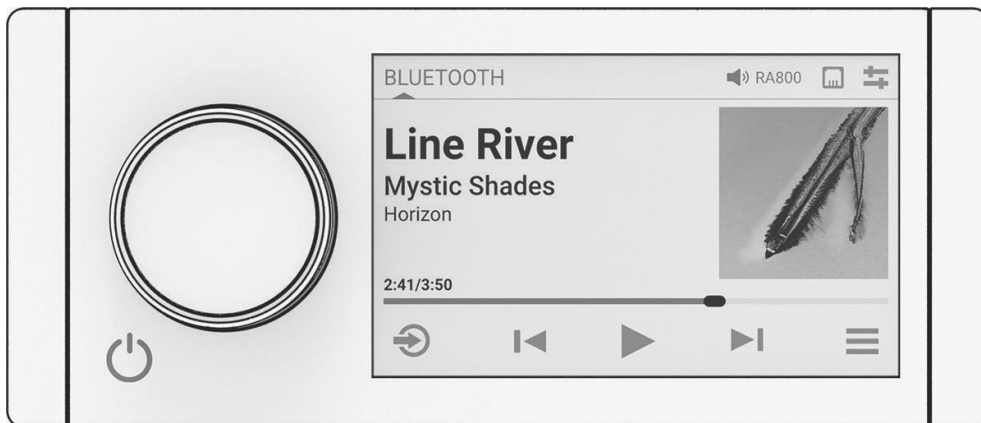 BLUETOOTH RA800
Line River
Mystic Shades
Horizon
2:41/3:50